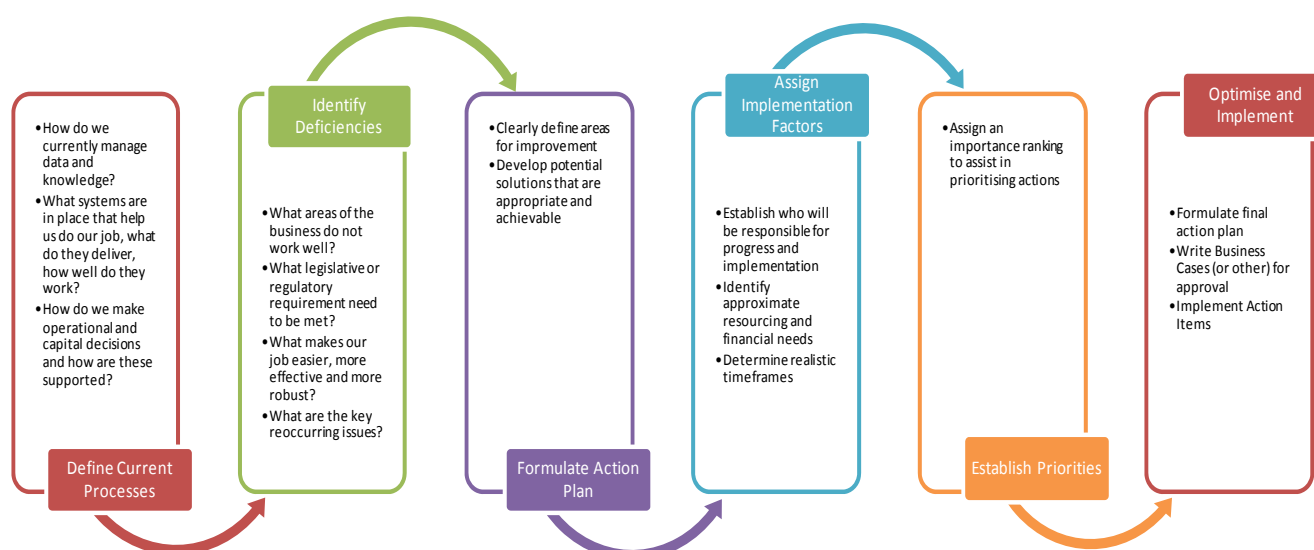 •How do we
currently manage
data and
knowledge?
•What systems are
in place that help
us do our job, what
do they deliver,
how well do they
work?
•How do we make
operational and
capital decisions
and how are these
supported?
Define Current
Processes
Identify
Deficiencies
•What areas of the
business do not
work well?
•What legislative or
regulatory
requirement need
to be met?
•What makes our
job easier, more
effective and more
robust?
•What are the key
reoccurring issues?
•Clearly define areas
for improvement
•Develop potential
solutions that are
appropriate and
achievable
Formulate Action
Plan
Assign
Implementation
Factors
•Establish who will
be responsible for
progress and
implementation
•Identify
approximate
resourcing and
financial needs
•Determine realistic
timeframes
•Assign an
importance ranking
to assist in
prioritising actions
Establish Priorities
Optimise and
Implement
•Formulate final
action plan
•Write Business
Cases (or other) for
approval
•Implement Action
Items